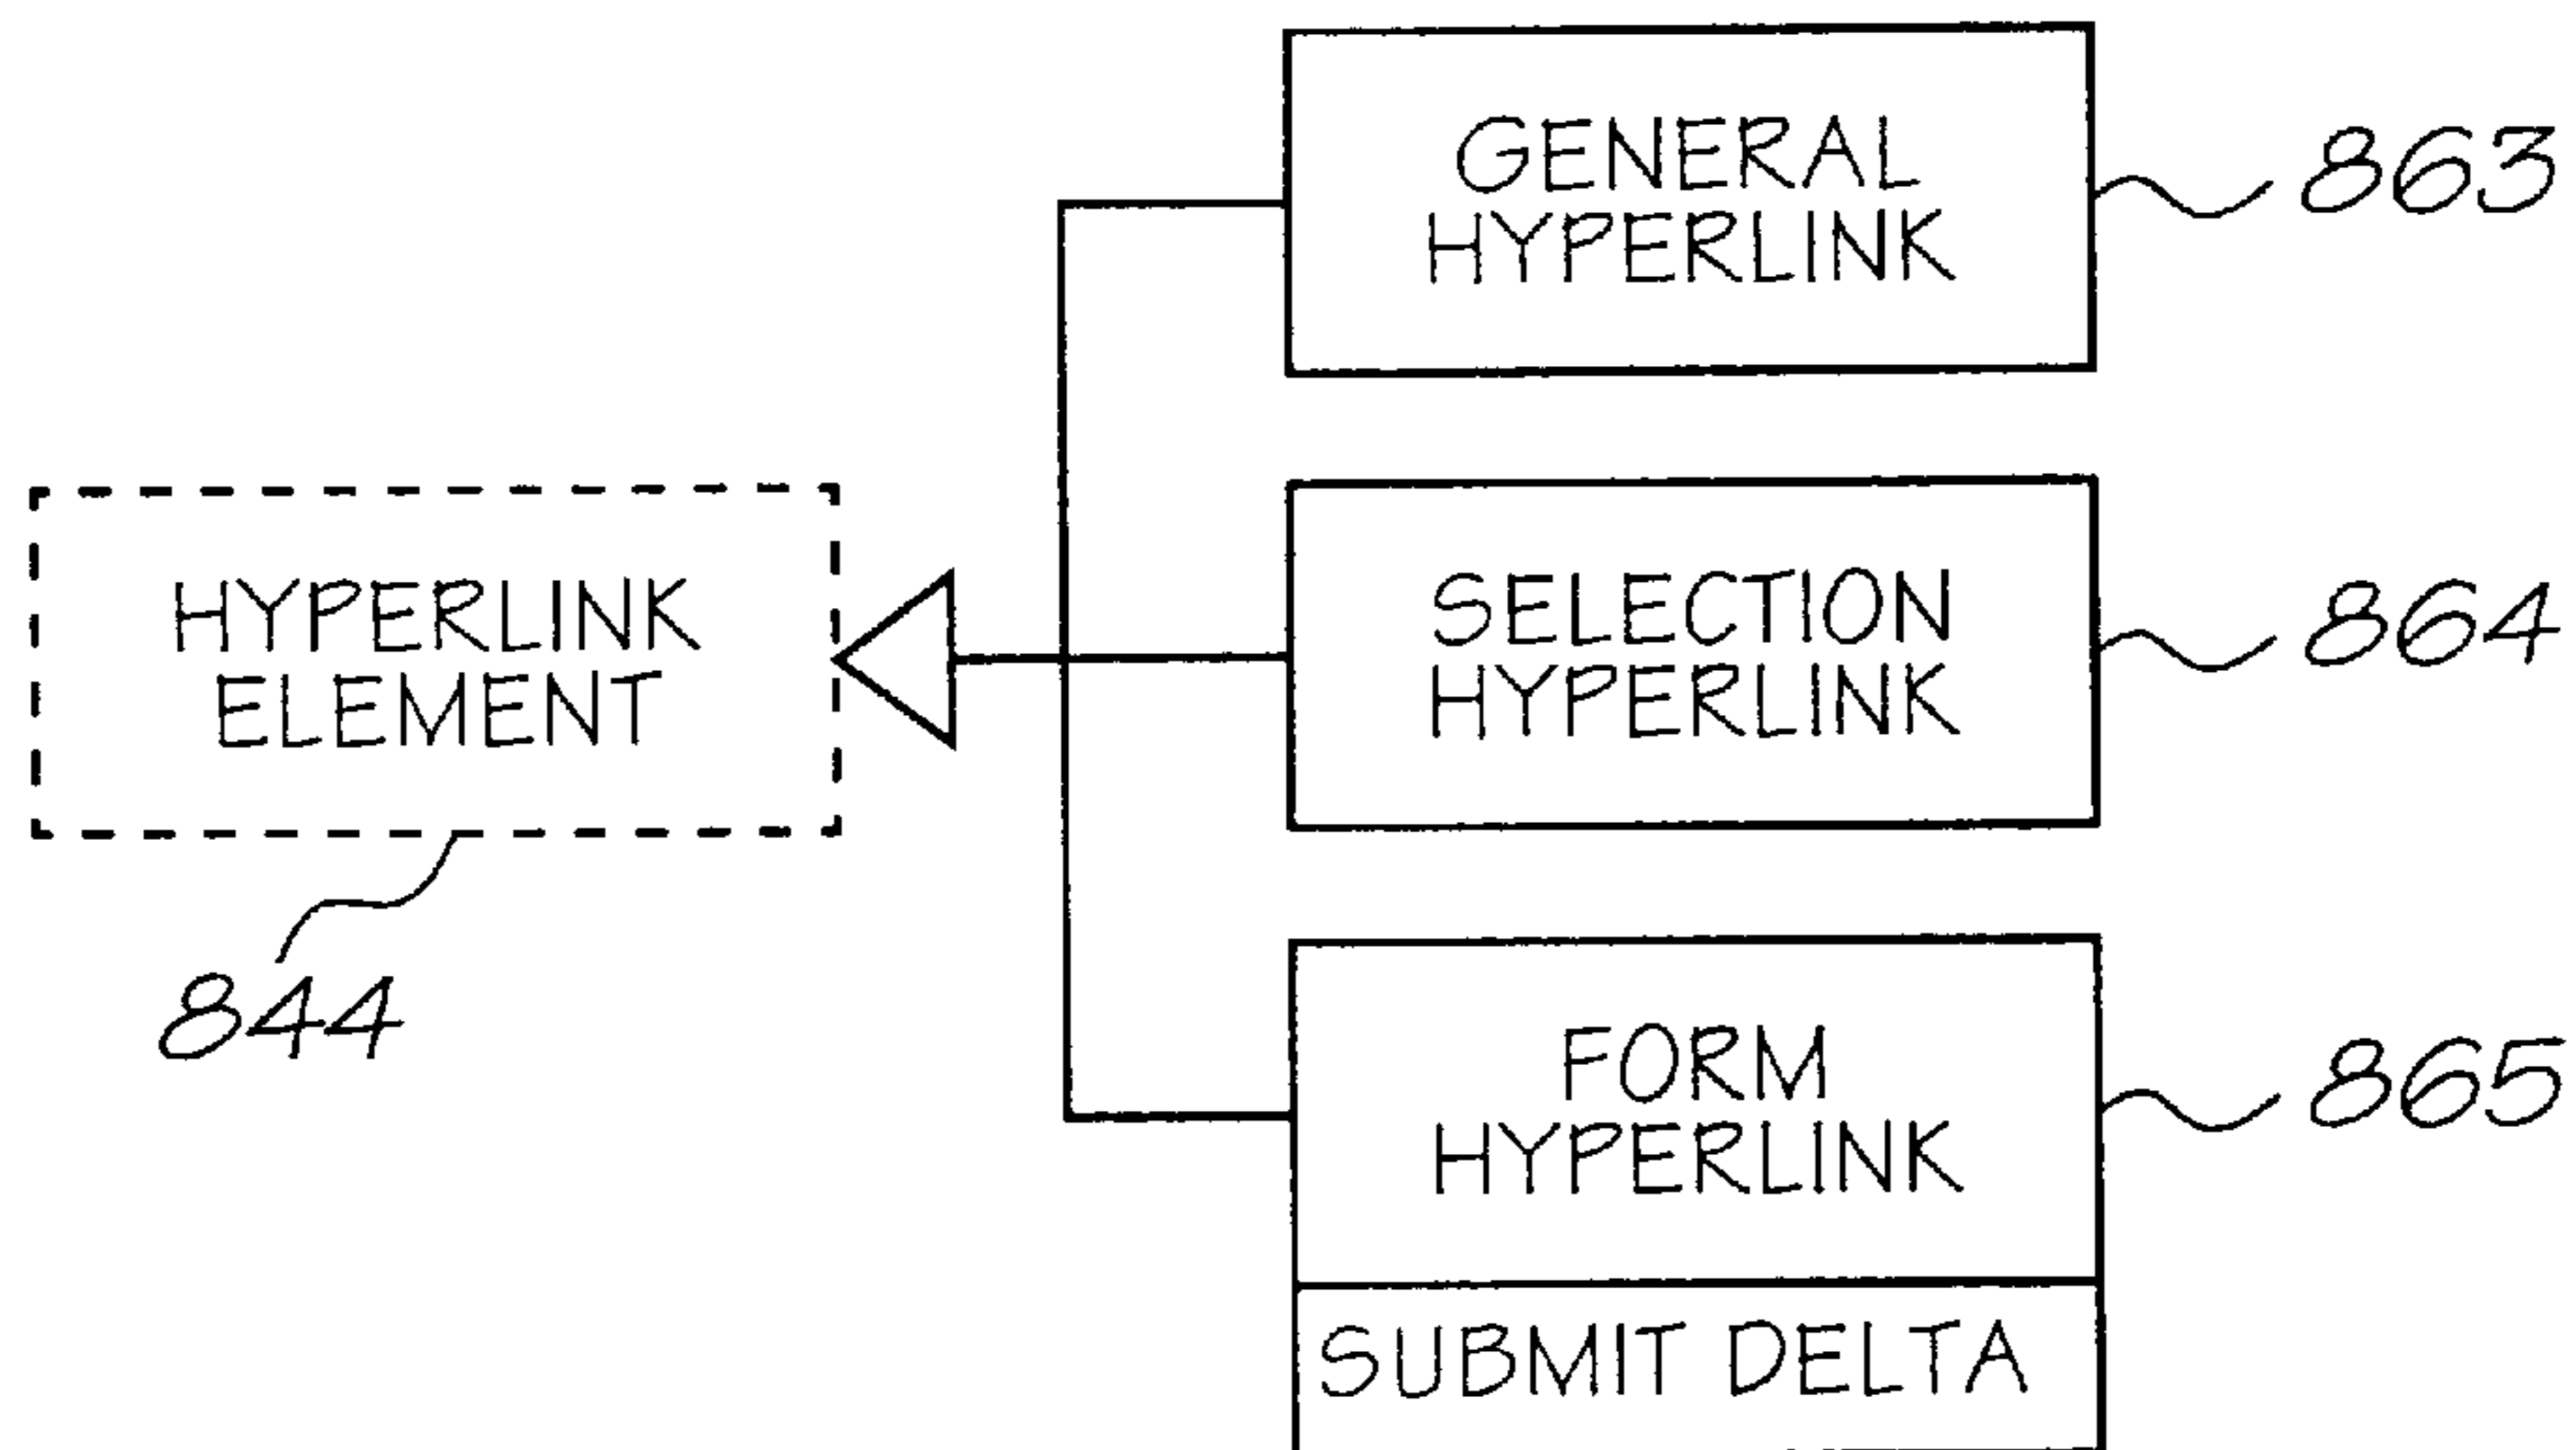 GENERAL
HYPERLINK
863
HYPERLINK
ELEMENT
844
SELECTION
HYPERLINK
864
FORM
HYPERLINK
865
SUBMIT DELTA